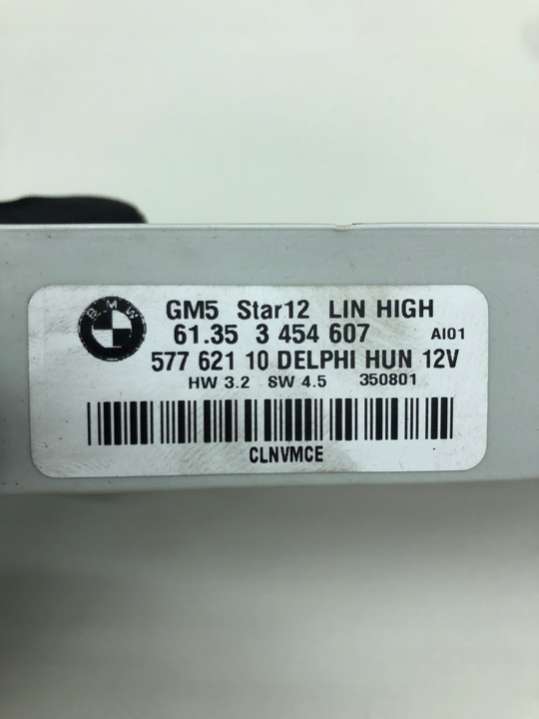 BMW
GM5 Star12 LIN HIGH
61.35 3 454 607 AI01
577 621 10 DELPHI HUN 12V
HW 3.2 SW 4.5 350801
CLNVMCE